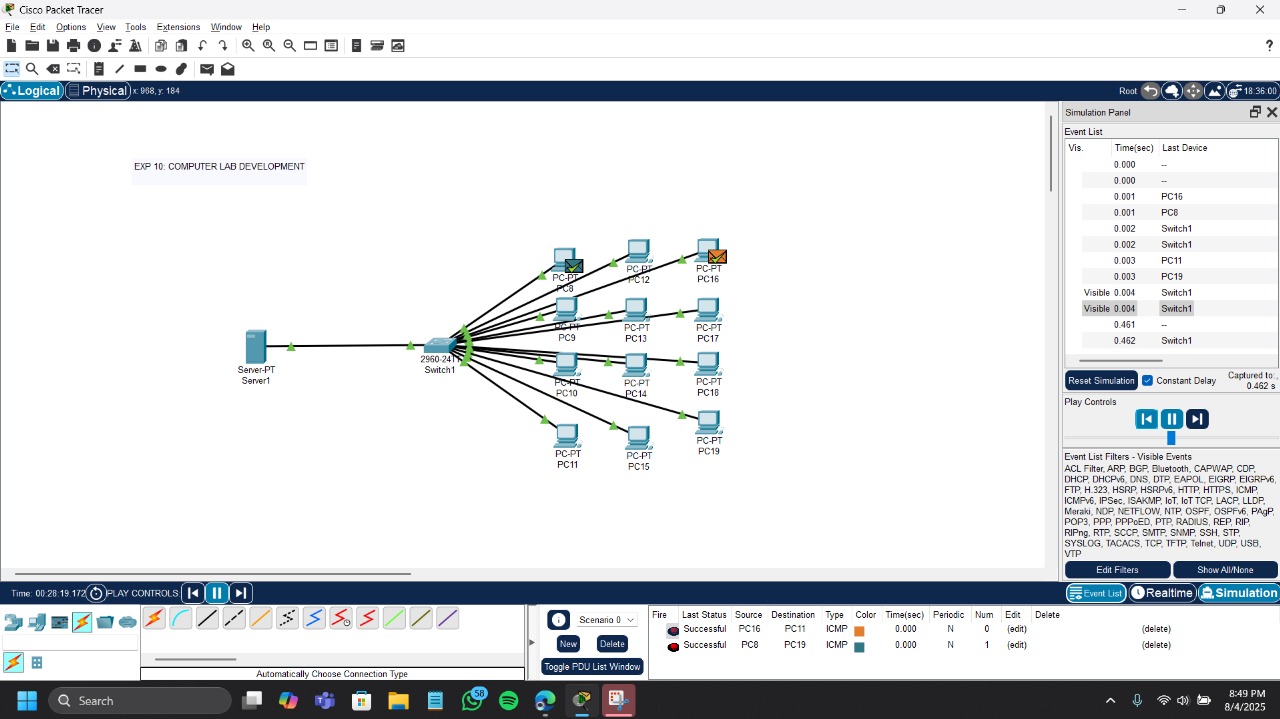 Cisco Packet Tracer
File Edit Options View Tools Extensions Window Help
Logical Physical x: 968, y: 184 Root 18:36:00
EXP 10: COMPUTER LAB DEVELOPMENT
PC-PT
PC8
PC-PT
PC12
PC-PT
PC16
PC-PT
PC9
PC-PT
PC13
PC-PT
PC17
Server-PT
Server1
Switch1
PC-PT
PC10
PC-PT
PC14
PC-PT
PC18
PC-PT
PC11
PC-PT
PC15
PC-PT
PC19
Simulation Panel
Event List
Vis. Time(sec) Last Device
0.000 --
0.000 --
0.001 PC16
0.001 PC8
0.002 Switch1
0.002 Switch1
0.003 PC11
0.003 PC19
Visible 0.004 Switch1
Visible 0.004 Switch1
0.461 --
0.462 Switch1
Reset Simulation Constant Delay Captured to:
0.462 s
Play Controls
Event List Filters - Visible Events
ACL Filter, ARP, BGP, Bluetooth, CAPWAP, CDP,
DHCP, DHCPv6, DNS, DTP, EAPOL, EIGRP, EIGRPv6,
FTP, H.323, HSRP, HSRPv6, HTTP, HTTPS, ICMP,
ICMPv6, IPSec, ISAKMP, IoT, IoT TCP, LACP, LLDP,
Meraki, NDP, NETFLOW, NTP, OSPF, OSPFv6, PAgP,
POP3, PPP, PPPoED, PTP, RADIUS, REP, RIP,
RIPng, RTP, SCCP, SMTP, SNMP, SSH, STP,
SYSLOG, TACACS, TCP, TFTP, Telnet, UDP, USB,
VTP
Edit Filters Show All/None
Time: 00:28:19.172 PLAY CONTROLS: Event List Realtime Simulation
Automatically Choose Connection Type
Scenario 0
New Delete
Toggle PDU List Window
Fire Last Status Source Destination Type Color Time(sec) Periodic Num Edit Delete
Successful PC16 PC11 ICMP 0.000 N 0 (edit) (delete)
Successful PC8 PC19 ICMP 0.000 N 1 (edit) (delete)
Search
58
8:49 PM
8/4/2025